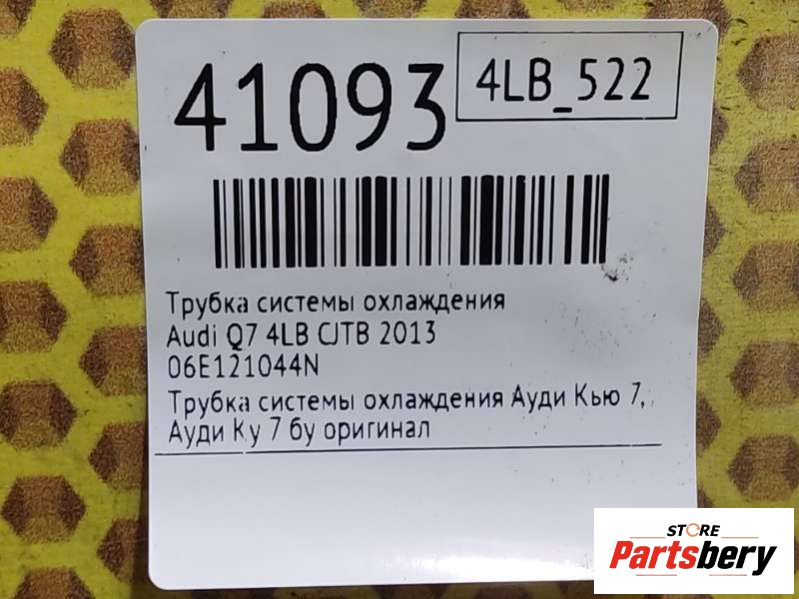 41093
4LB_522
Трубка системы охлаждения
Audi Q7 4LB CJTB 2013
06E121044N
Трубка системы охлаждения Ауди Кью 7,
Ауди Ку 7 бу оригинал
STORE
Partsbery